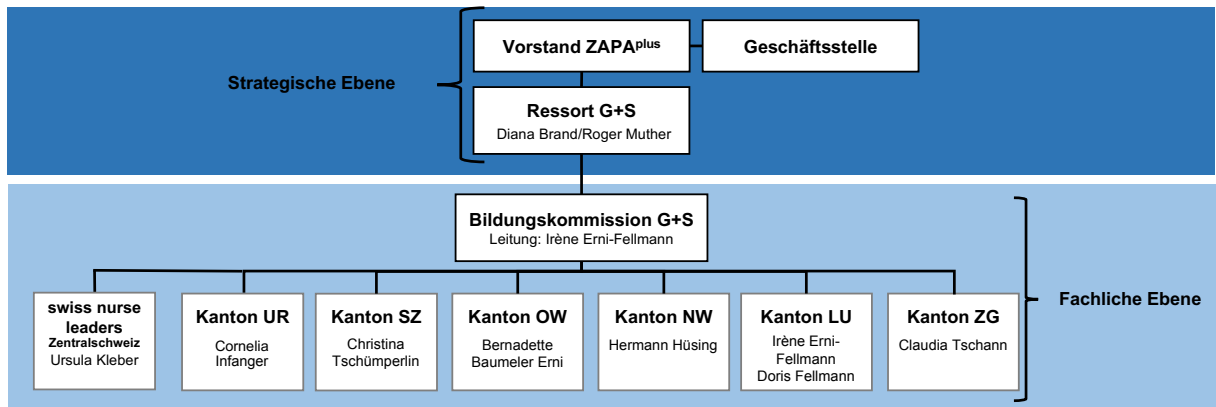 Vorstand ZAPAplus
Geschäftsstelle
Strategische Ebene
Ressort G+S
Diana Brand/Roger Muther
Bildungskommission G+S
Leitung: Irène Erni-Fellmann
Fachliche Ebene
swiss nurse
leaders
Zentralschweiz
Ursula Kleber
Kanton UR
Cornelia
Infanger
Kanton SZ
Christina
Tschümperlin
Kanton OW
Bernadette
Baumeler Erni
Kanton NW
Hermann Hüsing
Kanton LU
Irène Erni-
Fellmann
Doris Fellmann
Kanton ZG
Claudia Tschann